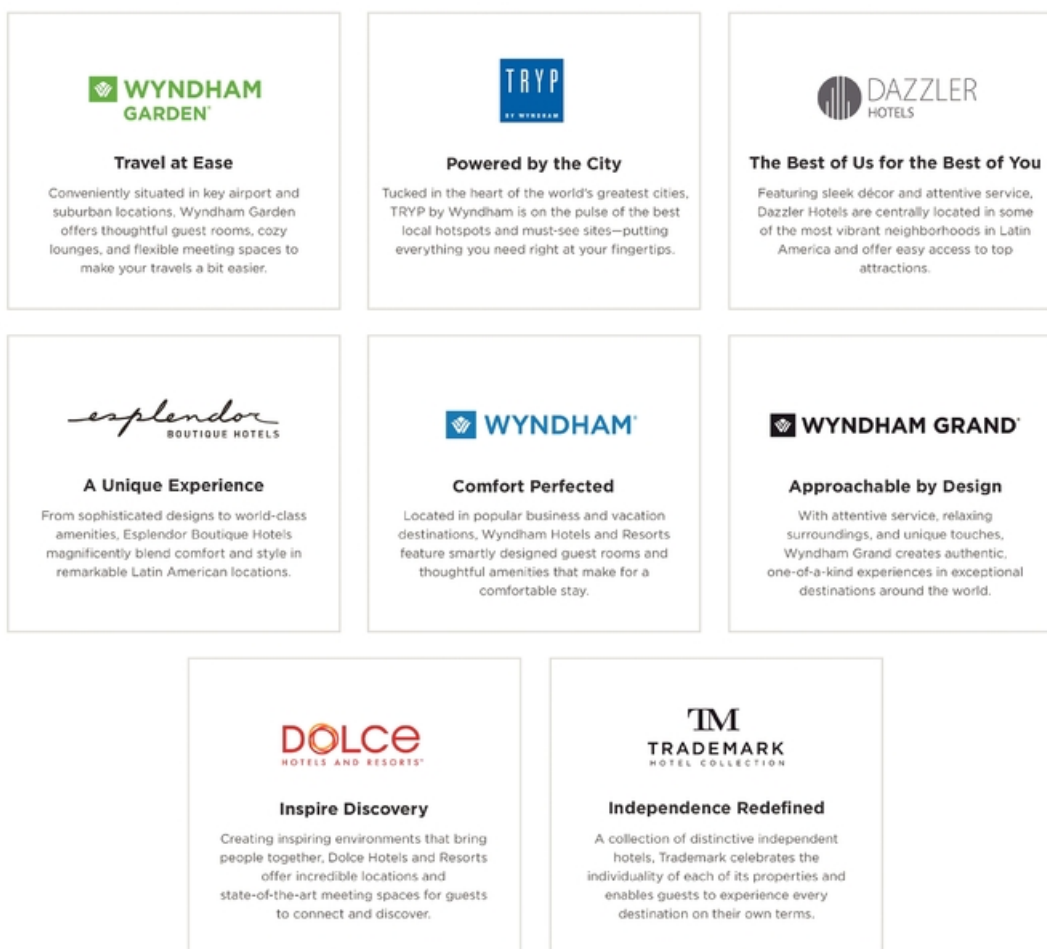 WYNDHAM
GARDEN®
Travel at Ease
Conveniently situated in key airport and
suburban locations, Wyndham Garden
offers thoughtful guest rooms, cozy
lounges, and flexible meeting spaces to
make your travels a bit easier.
TRYP
BY WYNDHAM
Powered by the City
Tucked in the heart of the world's greatest cities,
TRYP by Wyndham is on the pulse of the best
local hotspots and must-see sites—putting
everything you need right at your fingertips.
DAZZLER
HOTELS
The Best of Us for the Best of You
Featuring sleek décor and attentive service,
Dazzler Hotels are centrally located in some
of the most vibrant neighborhoods in Latin
America and offer easy access to top
attractions.
esplendor
BOUTIQUE HOTELS
A Unique Experience
From sophisticated designs to world-class
amenities, Esplendor Boutique Hotels
magnificently blend comfort and style in
remarkable Latin American locations.
WYNDHAM®
Comfort Perfected
Located in popular business and vacation
destinations, Wyndham Hotels and Resorts
feature smartly designed guest rooms and
thoughtful amenities that make for a
comfortable stay.
WYNDHAM GRAND®
Approachable by Design
With attentive service, relaxing
surroundings, and unique touches,
Wyndham Grand creates authentic,
one-of-a-kind experiences in exceptional
destinations around the world.
DOLCE
HOTELS AND RESORTS®
Inspire Discovery
Creating inspiring environments that bring
people together, Dolce Hotels and Resorts
offer incredible locations and
state-of-the-art meeting spaces for guests
to connect and discover.
TM
TRADEMARK
HOTEL COLLECTION
Independence Redefined
A collection of distinctive independent
hotels, Trademark celebrates the
individuality of each of its properties and
enables guests to experience every
destination on their own terms.